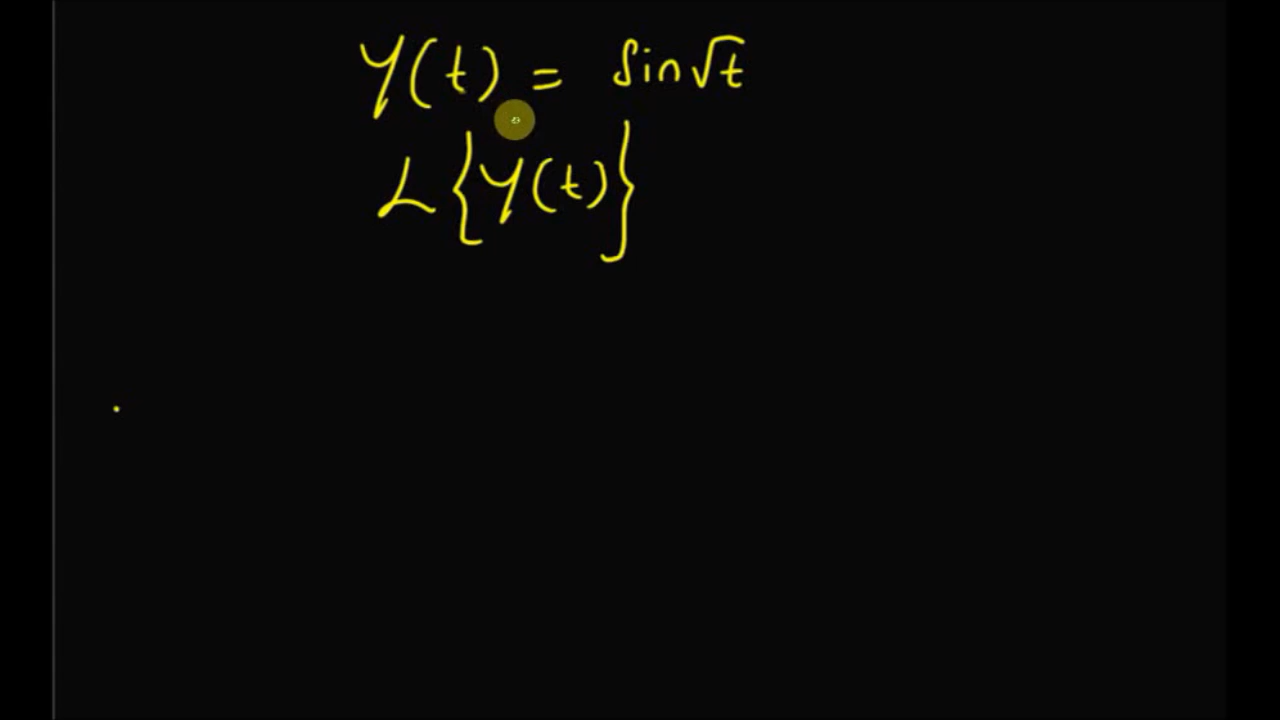 Y(t) = sin√t
L{Y(t)}